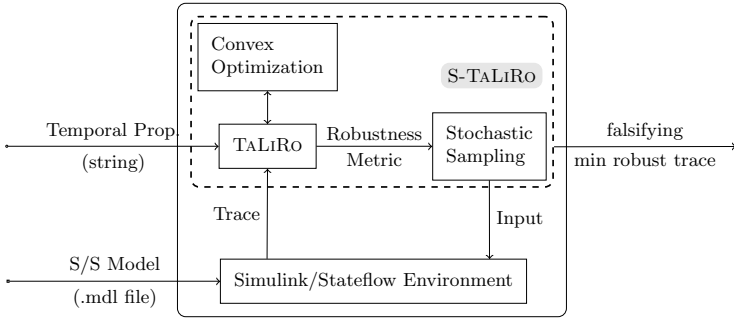 Convex
Optimization
S-TALIRO
Temporal Prop.
(string)
TALIRO
Robustness
Metric
Stochastic
Sampling
falsifying
min robust trace
Trace
Input
S/S Model
(.mdl file)
Simulink/Stateflow Environment